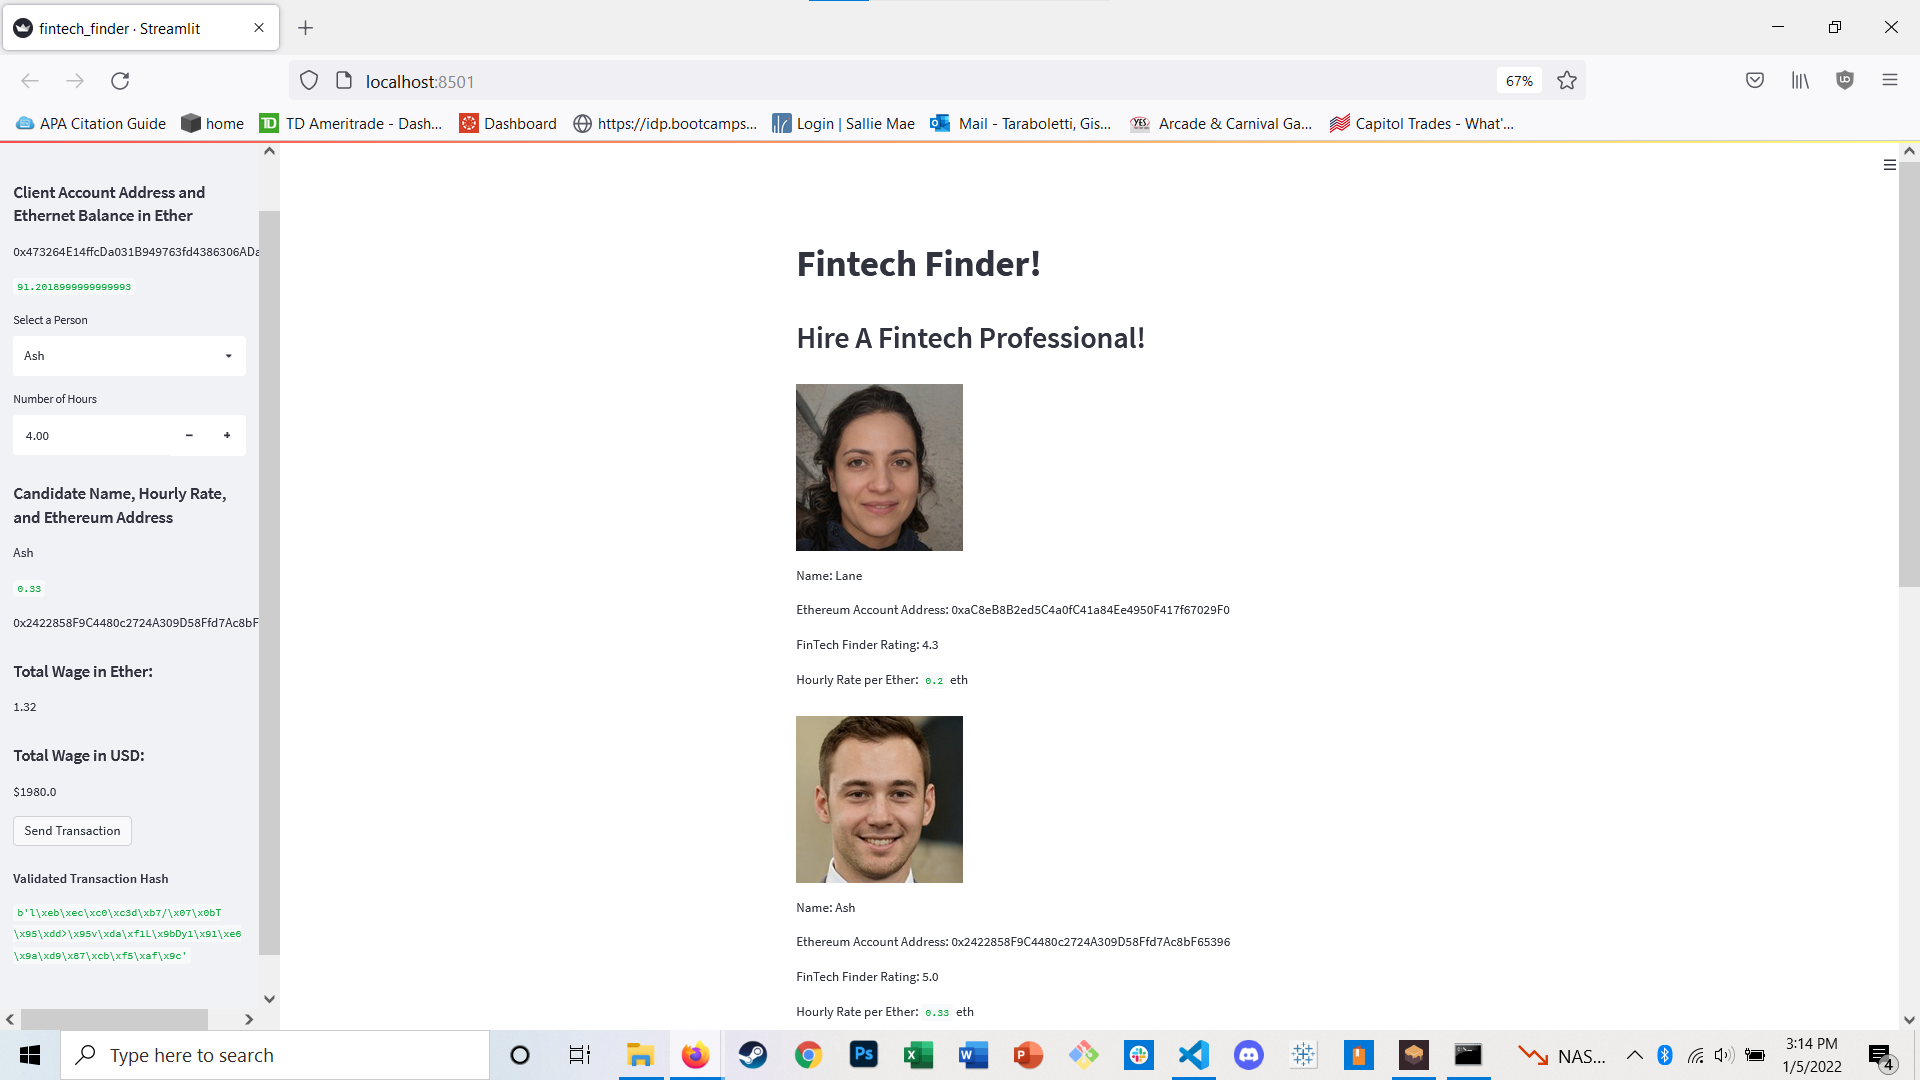 fintech_finder · Streamlit
localhost:8501
67%
APA Citation Guide
home
TD Ameritrade - Dash...
Dashboard
https://idp.bootcamps...
Login | Sallie Mae
Mail - Taraboletti, Gis...
Arcade & Carnival Ga...
Capitol Trades - What'...
Client Account Address and
Ethernet Balance in Ether
0x473264E14ffcDa031B949763fd4386306ADa
91.2018999999999993
Select a Person
Ash
Number of Hours
4.00
Candidate Name, Hourly Rate,
and Ethereum Address
Ash
0.33
0x2422858F9C4480c2724A309D58Ffd7Ac8bF
Total Wage in Ether:
1.32
Total Wage in USD:
$1980.0
Send Transaction
Validated Transaction Hash
b'l\xeb\xec\xc0\xc3d\xb7/\x07\x0bT
\x95\xdd>\x95v\xda\xf1L\x9bDy1\x91\xe6
\x9a\xd9\x87\xcb\xf5\xaf\x9c'
Fintech Finder!
Hire A Fintech Professional!
Name: Lane
Ethereum Account Address: 0xaC8eB8B2ed5C4a0fC41a84Ee4950F417f67029F0
FinTech Finder Rating: 4.3
Hourly Rate per Ether: 0.2 eth
Name: Ash
Ethereum Account Address: 0x2422858F9C4480c2724A309D58Ffd7Ac8bF65396
FinTech Finder Rating: 5.0
Hourly Rate per Ether: 0.33 eth
Type here to search
NAS...
3:14 PM
1/5/2022
4